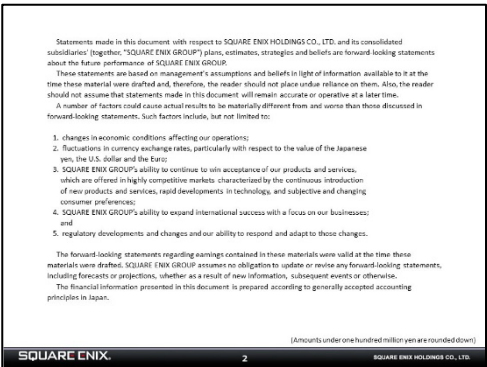 Statements made in this document with respect to SQUARE ENIX HOLDINGS CO., LTD. and its consolidated
subsidiaries' (together, "SQUARE ENIX GROUP") plans, estimates, strategies and beliefs are forward-looking statements
about the future performance of SQUARE ENIX GROUP.
These statements are based on management's assumptions and beliefs in light of information available to it at the
time these material were drafted and, therefore, the reader should not place undue reliance on them. Also, the reader
should not assume that statements made in this document will remain accurate or operative at a later time.
A number of factors could cause actual results to be materially different from and worse than those discussed in
forward-looking statements. Such factors include, but not limited to:
1. changes in economic conditions affecting our operations;
2. fluctuations in currency exchange rates, particularly with respect to the value of the Japanese
yen, the U.S. dollar and the Euro;
3. SQUARE ENIX GROUP's ability to continue to win acceptance of our products and services,
which are offered in highly competitive markets characterized by the continuous introduction
of new products and services, rapid developments in technology, and subjective and changing
consumer preferences;
4. SQUARE ENIX GROUP's ability to expand international success with a focus on our businesses;
and
5. regulatory developments and changes and our ability to respond and adapt to those changes.
The forward-looking statements regarding earnings contained in these materials were valid at the time these
materials were drafted. SQUARE ENIX GROUP assumes no obligation to update or revise any forward-looking statements,
including forecasts or projections, whether as a result of new information, subsequent events or otherwise.
The financial information presented in this document is prepared according to generally accepted accounting
principles in Japan.
(Amounts under one hundred million yen are rounded down)
SQUARE ENIX.
2
SQUARE ENIX HOLDINGS CO., LTD.